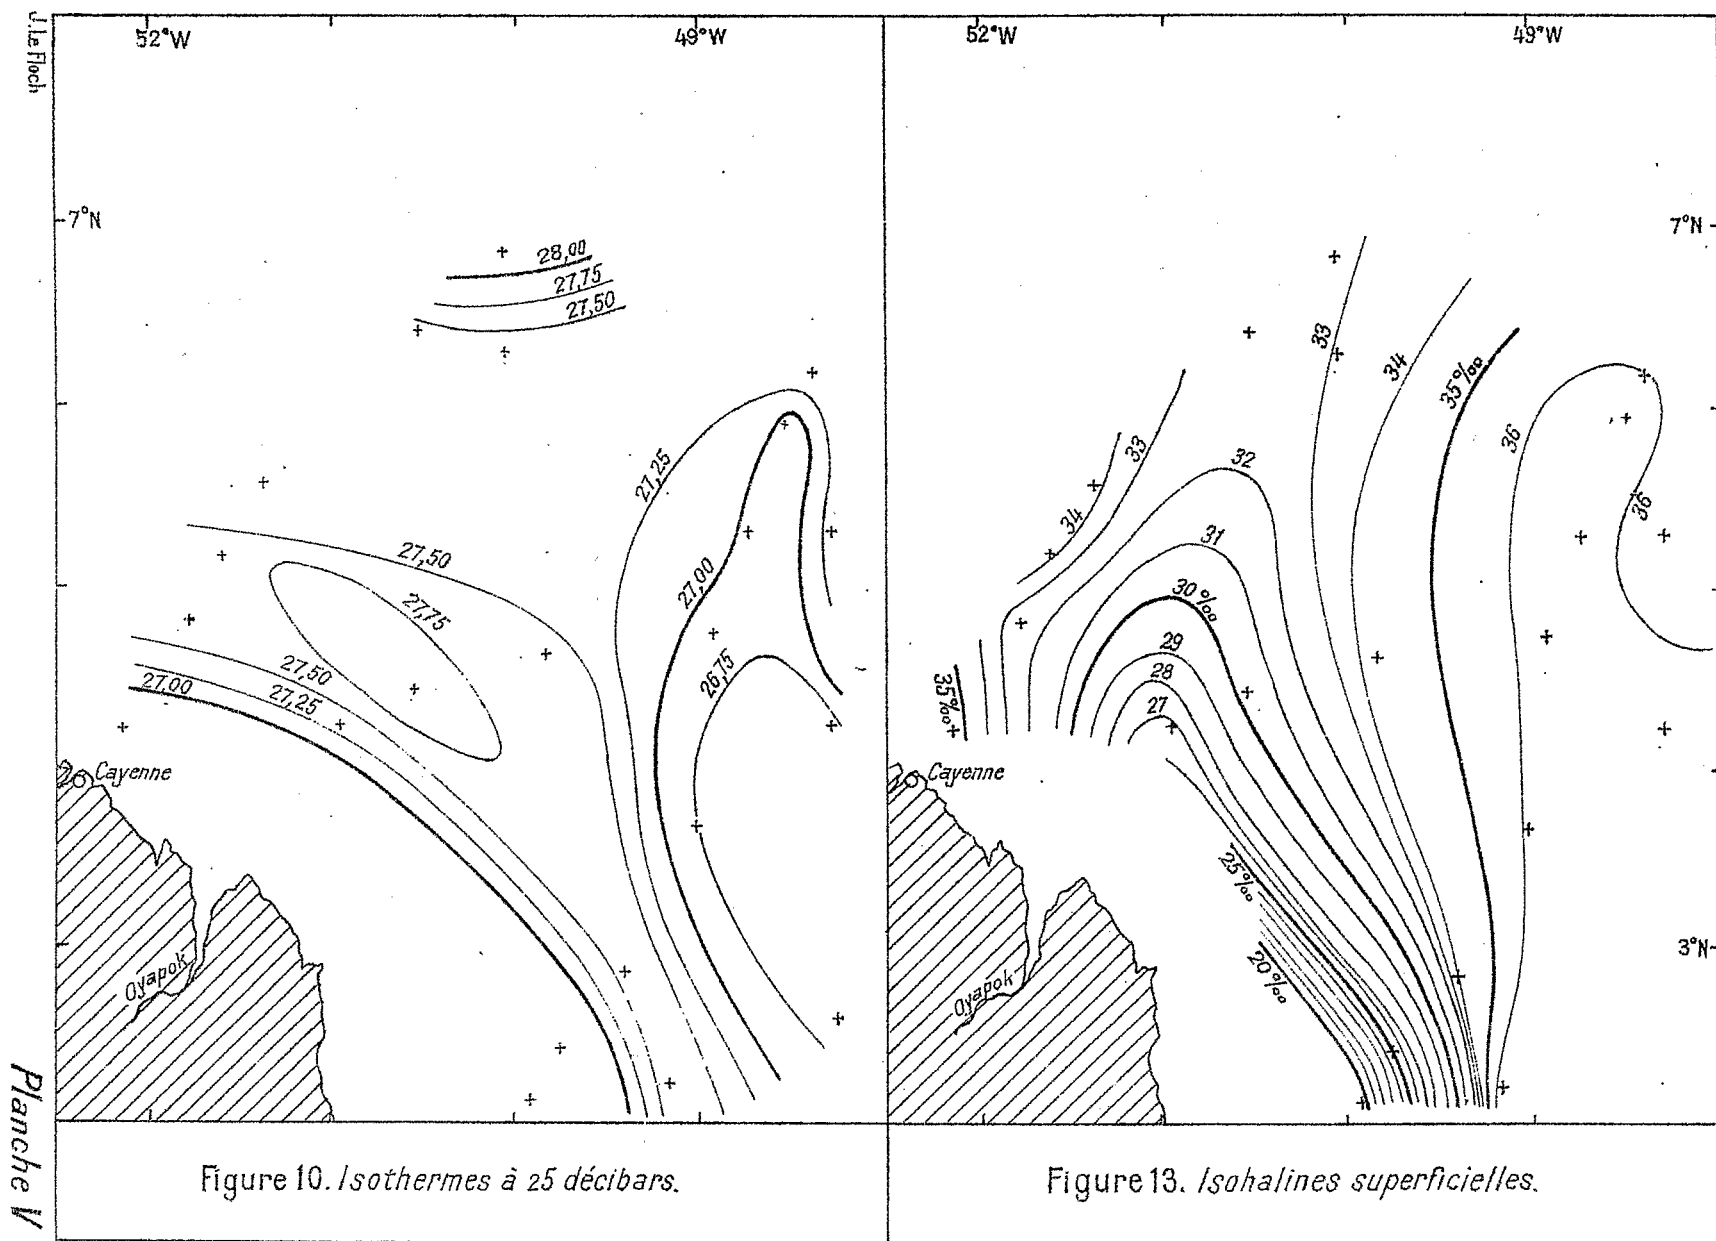 J. Le Floch
52°W
49°W
7°N
28,00
27,75
27,50
27,25
27,50
27,00
27,75
27,50
26,75
27,25
27,00
Cayenne
Oyapok
Figure 10. Isothermes à 25 décibars.
52°W
49°W
7°N
33
34
35‰
36
33
32
34
36
31
30‰
29
28
35‰
27
Cayenne
25‰
20‰
3°N
Oyapok
Figure 13. Isohalines superficielles.
Planche V